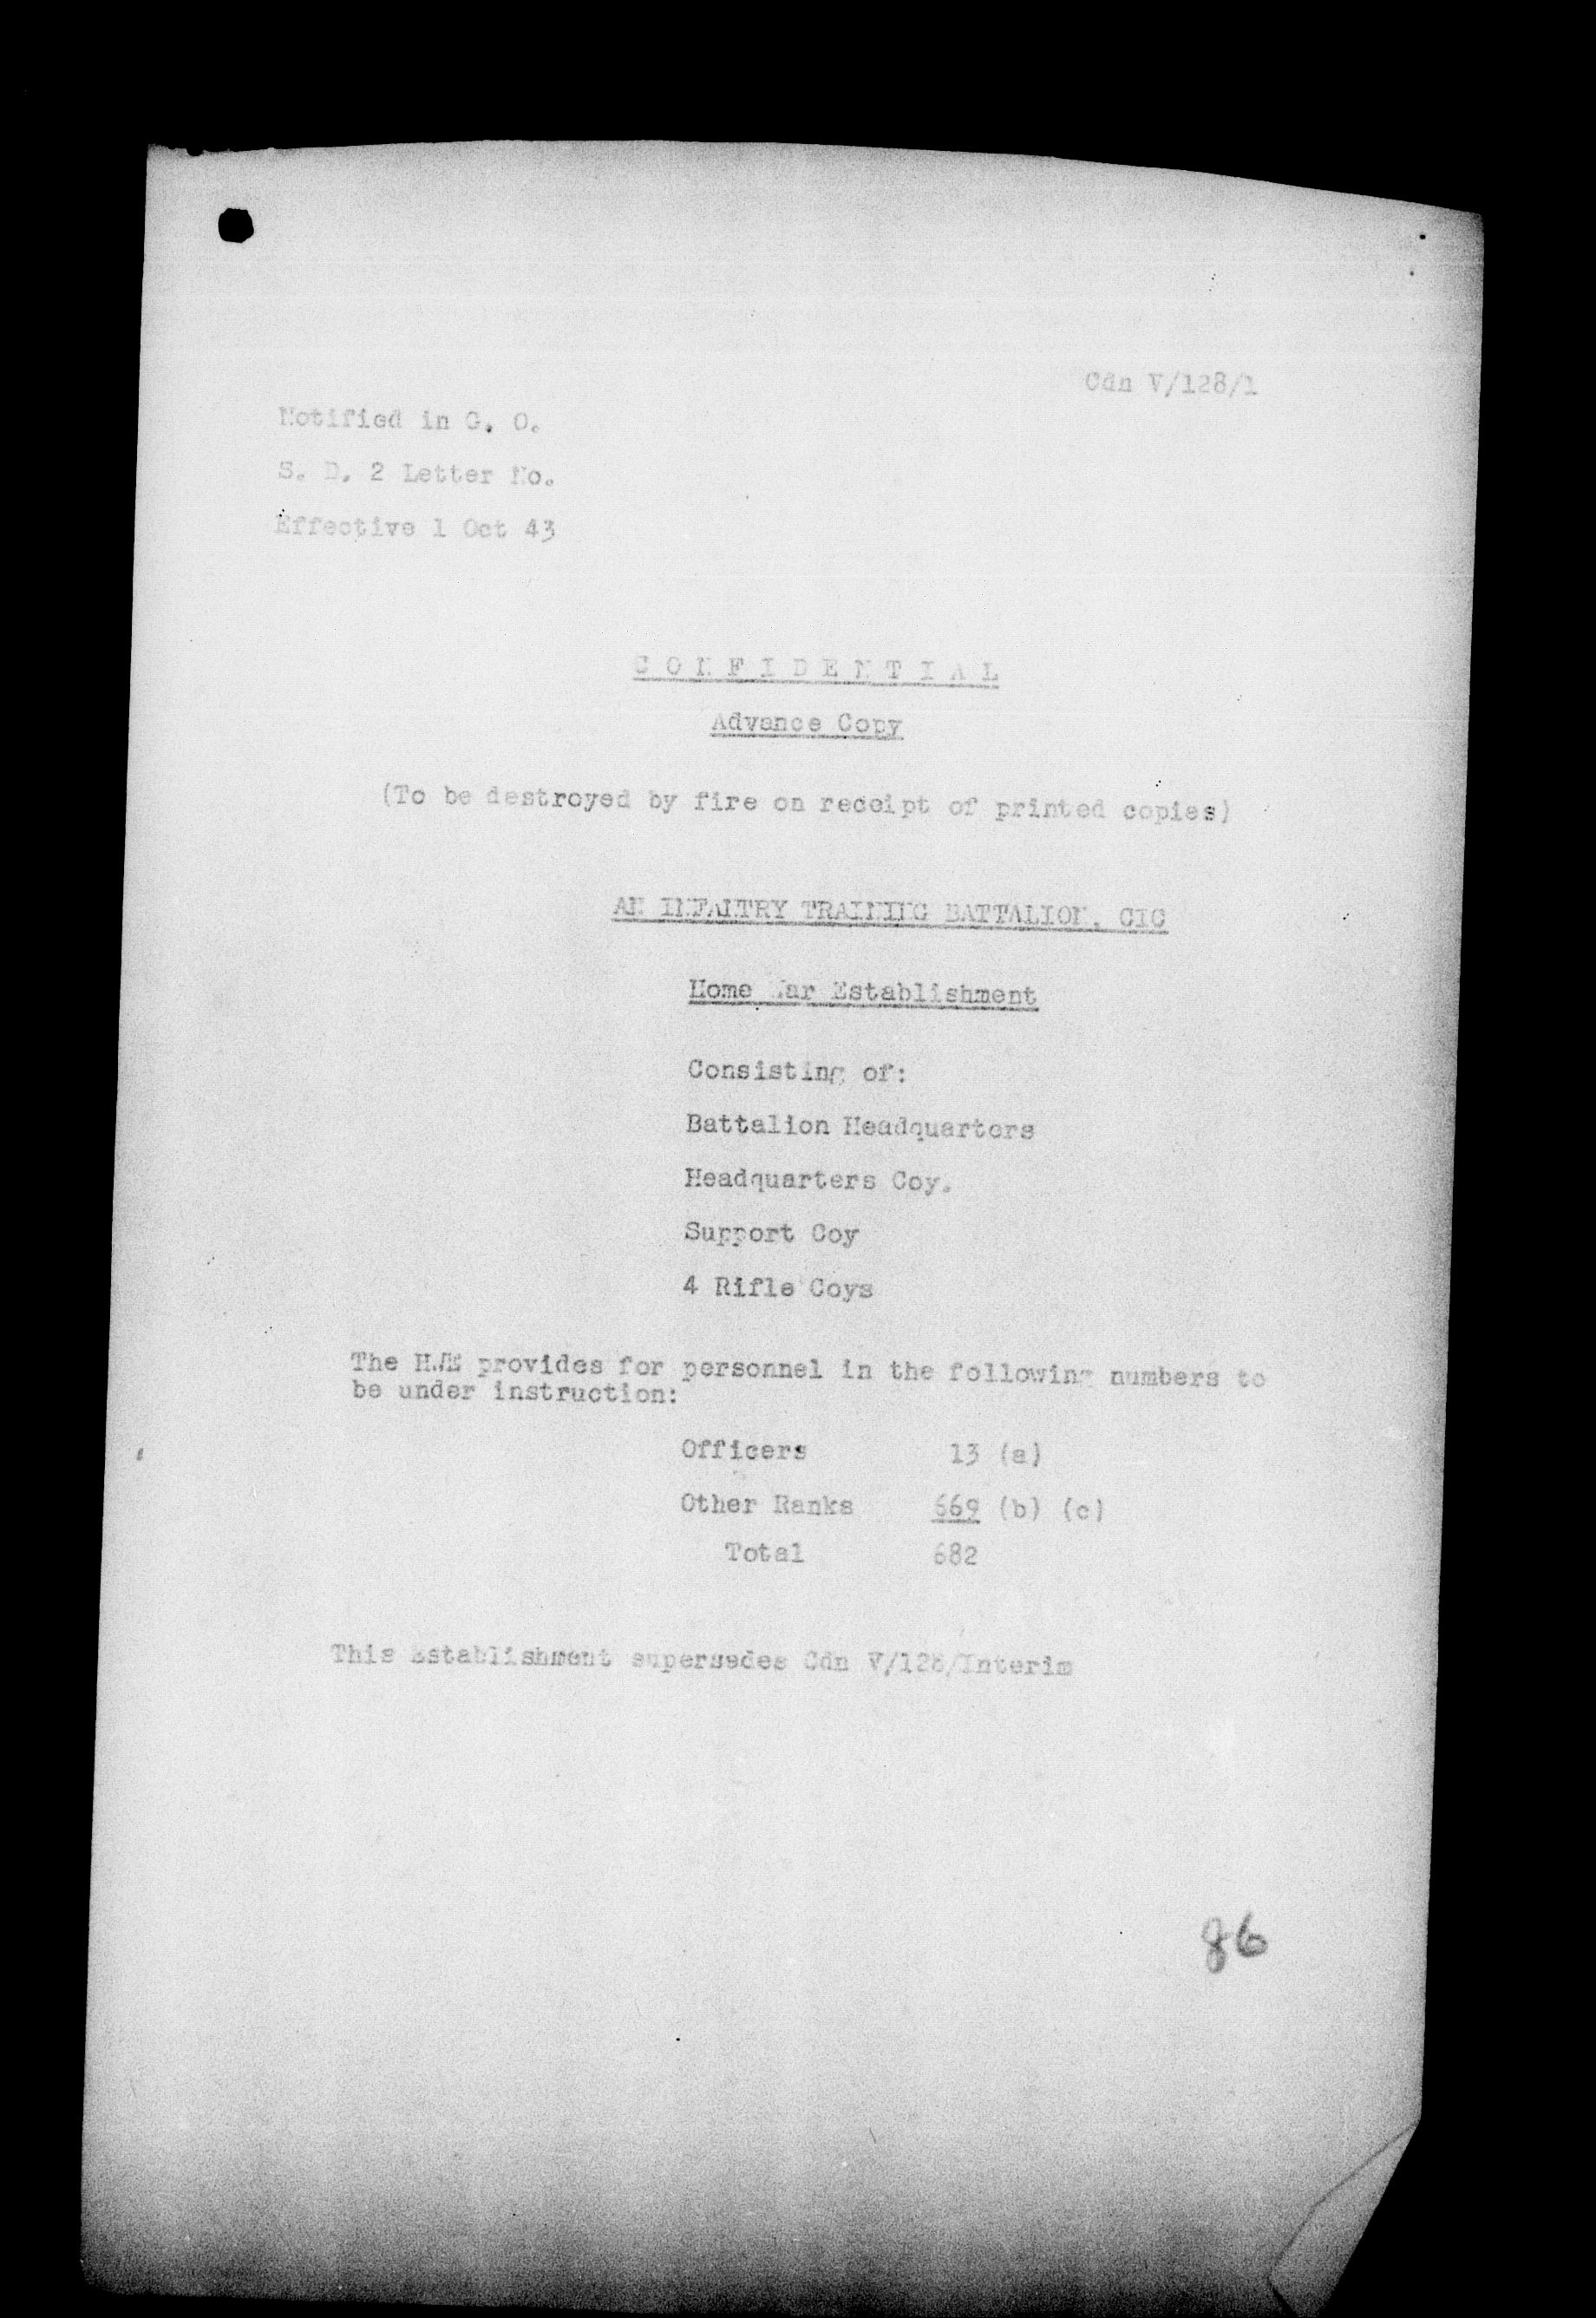 Cdn V/128/1
Notified in G. O.
S. D. 2 Letter No.
Effective 1 Oct 43
C O N F I D E N T I A L
Advance Copy
(To be destroyed by fire on receipt of printed copies)
AN INFANTRY TRAINING BATTALION, CIC
Home War Establishment
Consisting of:
Battalion Headquarters
Headquarters Coy.
Support Coy
4 Rifle Coys
The HWE provides for personnel in the following numbers to
be under instruction:
Officers 13 (a)
Other Ranks 669 (b) (c)
Total 682
This Establishment supersedes Cdn V/128/Interim
86